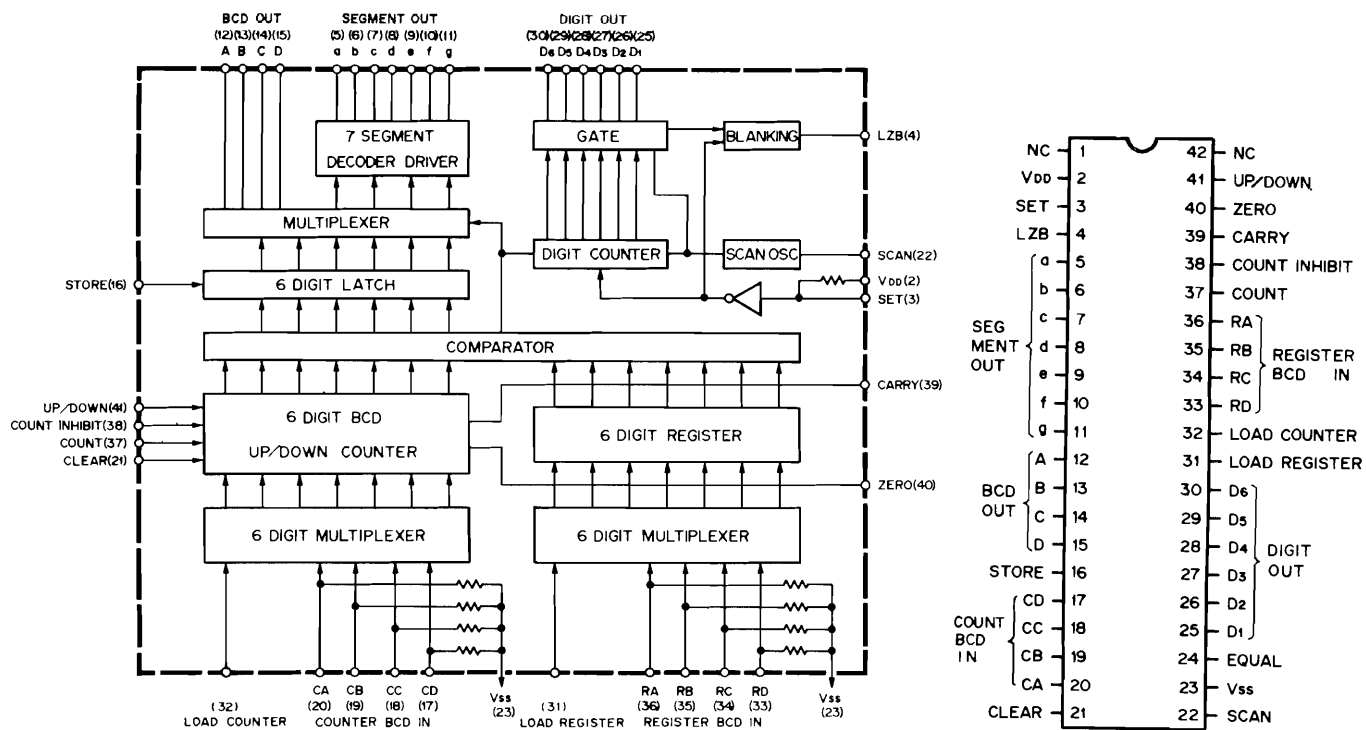 BCD OUT SEGMENT OUT DIGIT OUT
(12)(13)(14)(15) (5)(6)(7)(8)(9)(10)(11) (30)(29)(28)(27)(26)(25)
A B C D a b c d e f g D6 D5 D4 D3 D2 D1
7 SEGMENT
DECODER DRIVER
GATE
BLANKING
LZB(4)
MULTIPLEXER
DIGIT COUNTER
SCAN OSC
SCAN(22)
STORE(16)
6 DIGIT LATCH
VDD(2)
SET(3)
COMPARATOR
CARRY(39)
UP/DOWN(41)
COUNT INHIBIT(38)
COUNT(37)
CLEAR(21)
6 DIGIT BCD
UP/DOWN COUNTER
6 DIGIT REGISTER
ZERO(40)
6 DIGIT MULTIPLEXER
6 DIGIT MULTIPLEXER
(32)
LOAD COUNTER
CA CB CC CD
(20) (19) (18) (17)
COUNTER BCD IN
Vss
(23)
(31)
LOAD REGISTER
RA RB RC RD
(36) (35) (34) (33)
REGISTER BCD IN
Vss
(23)
NC 1 42 NC
VDD 2 41 UP/DOWN
SET 3 40 ZERO
LZB 4 39 CARRY
a 5 38 COUNT INHIBIT
b 6 37 COUNT
c 7 36 RA
d 8 35 RB
e 9 34 RC
f 10 33 RD
g 11 32 LOAD COUNTER
A 12 31 LOAD REGISTER
B 13 30 D6
C 14 29 D5
D 15 28 D4
STORE 16 27 D3
CD 17 26 D2
CC 18 25 D1
CB 19 24 EQUAL
CA 20 23 Vss
CLEAR 21 22 SCAN
SEG
MENT
OUT
BCD
OUT
COUNT
BCD
IN
REGISTER
BCD IN
DIGIT
OUT